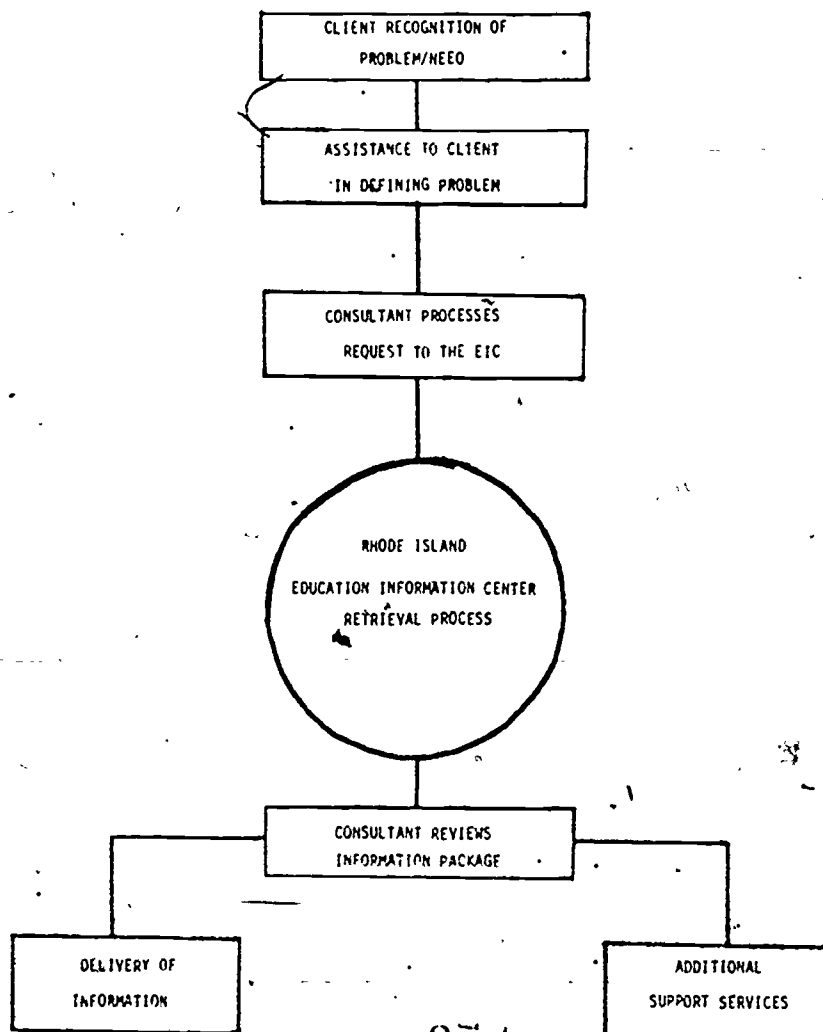 CLIENT RECOGNITION OF
PROBLEM/NEEO
ASSISTANCE TO CLIENT
IN DEFINING PROBLEM
CONSULTANT PROCESSES
REQUEST TO THE EIC
RHODE ISLAND
EDUCATION INFORMATION CENTER
RETRIEVAL PROCESS
CONSULTANT REVIEWS
INFORMATION PACKAGE
DELIVERY OF
INFORMATION
ADDITIONAL
SUPPORT SERVICES